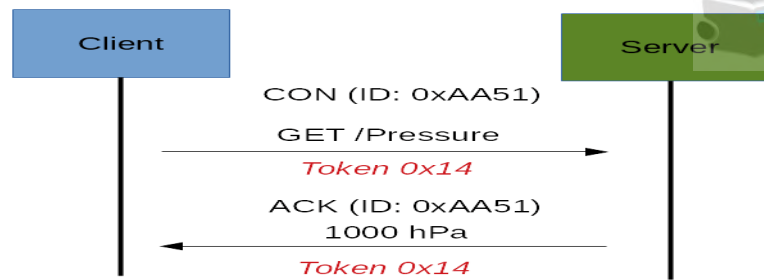 Client
Server
CON (ID: 0xAA51)
GET /Pressure
Token 0x14
ACK (ID: 0xAA51)
1000 hPa
Token 0x14